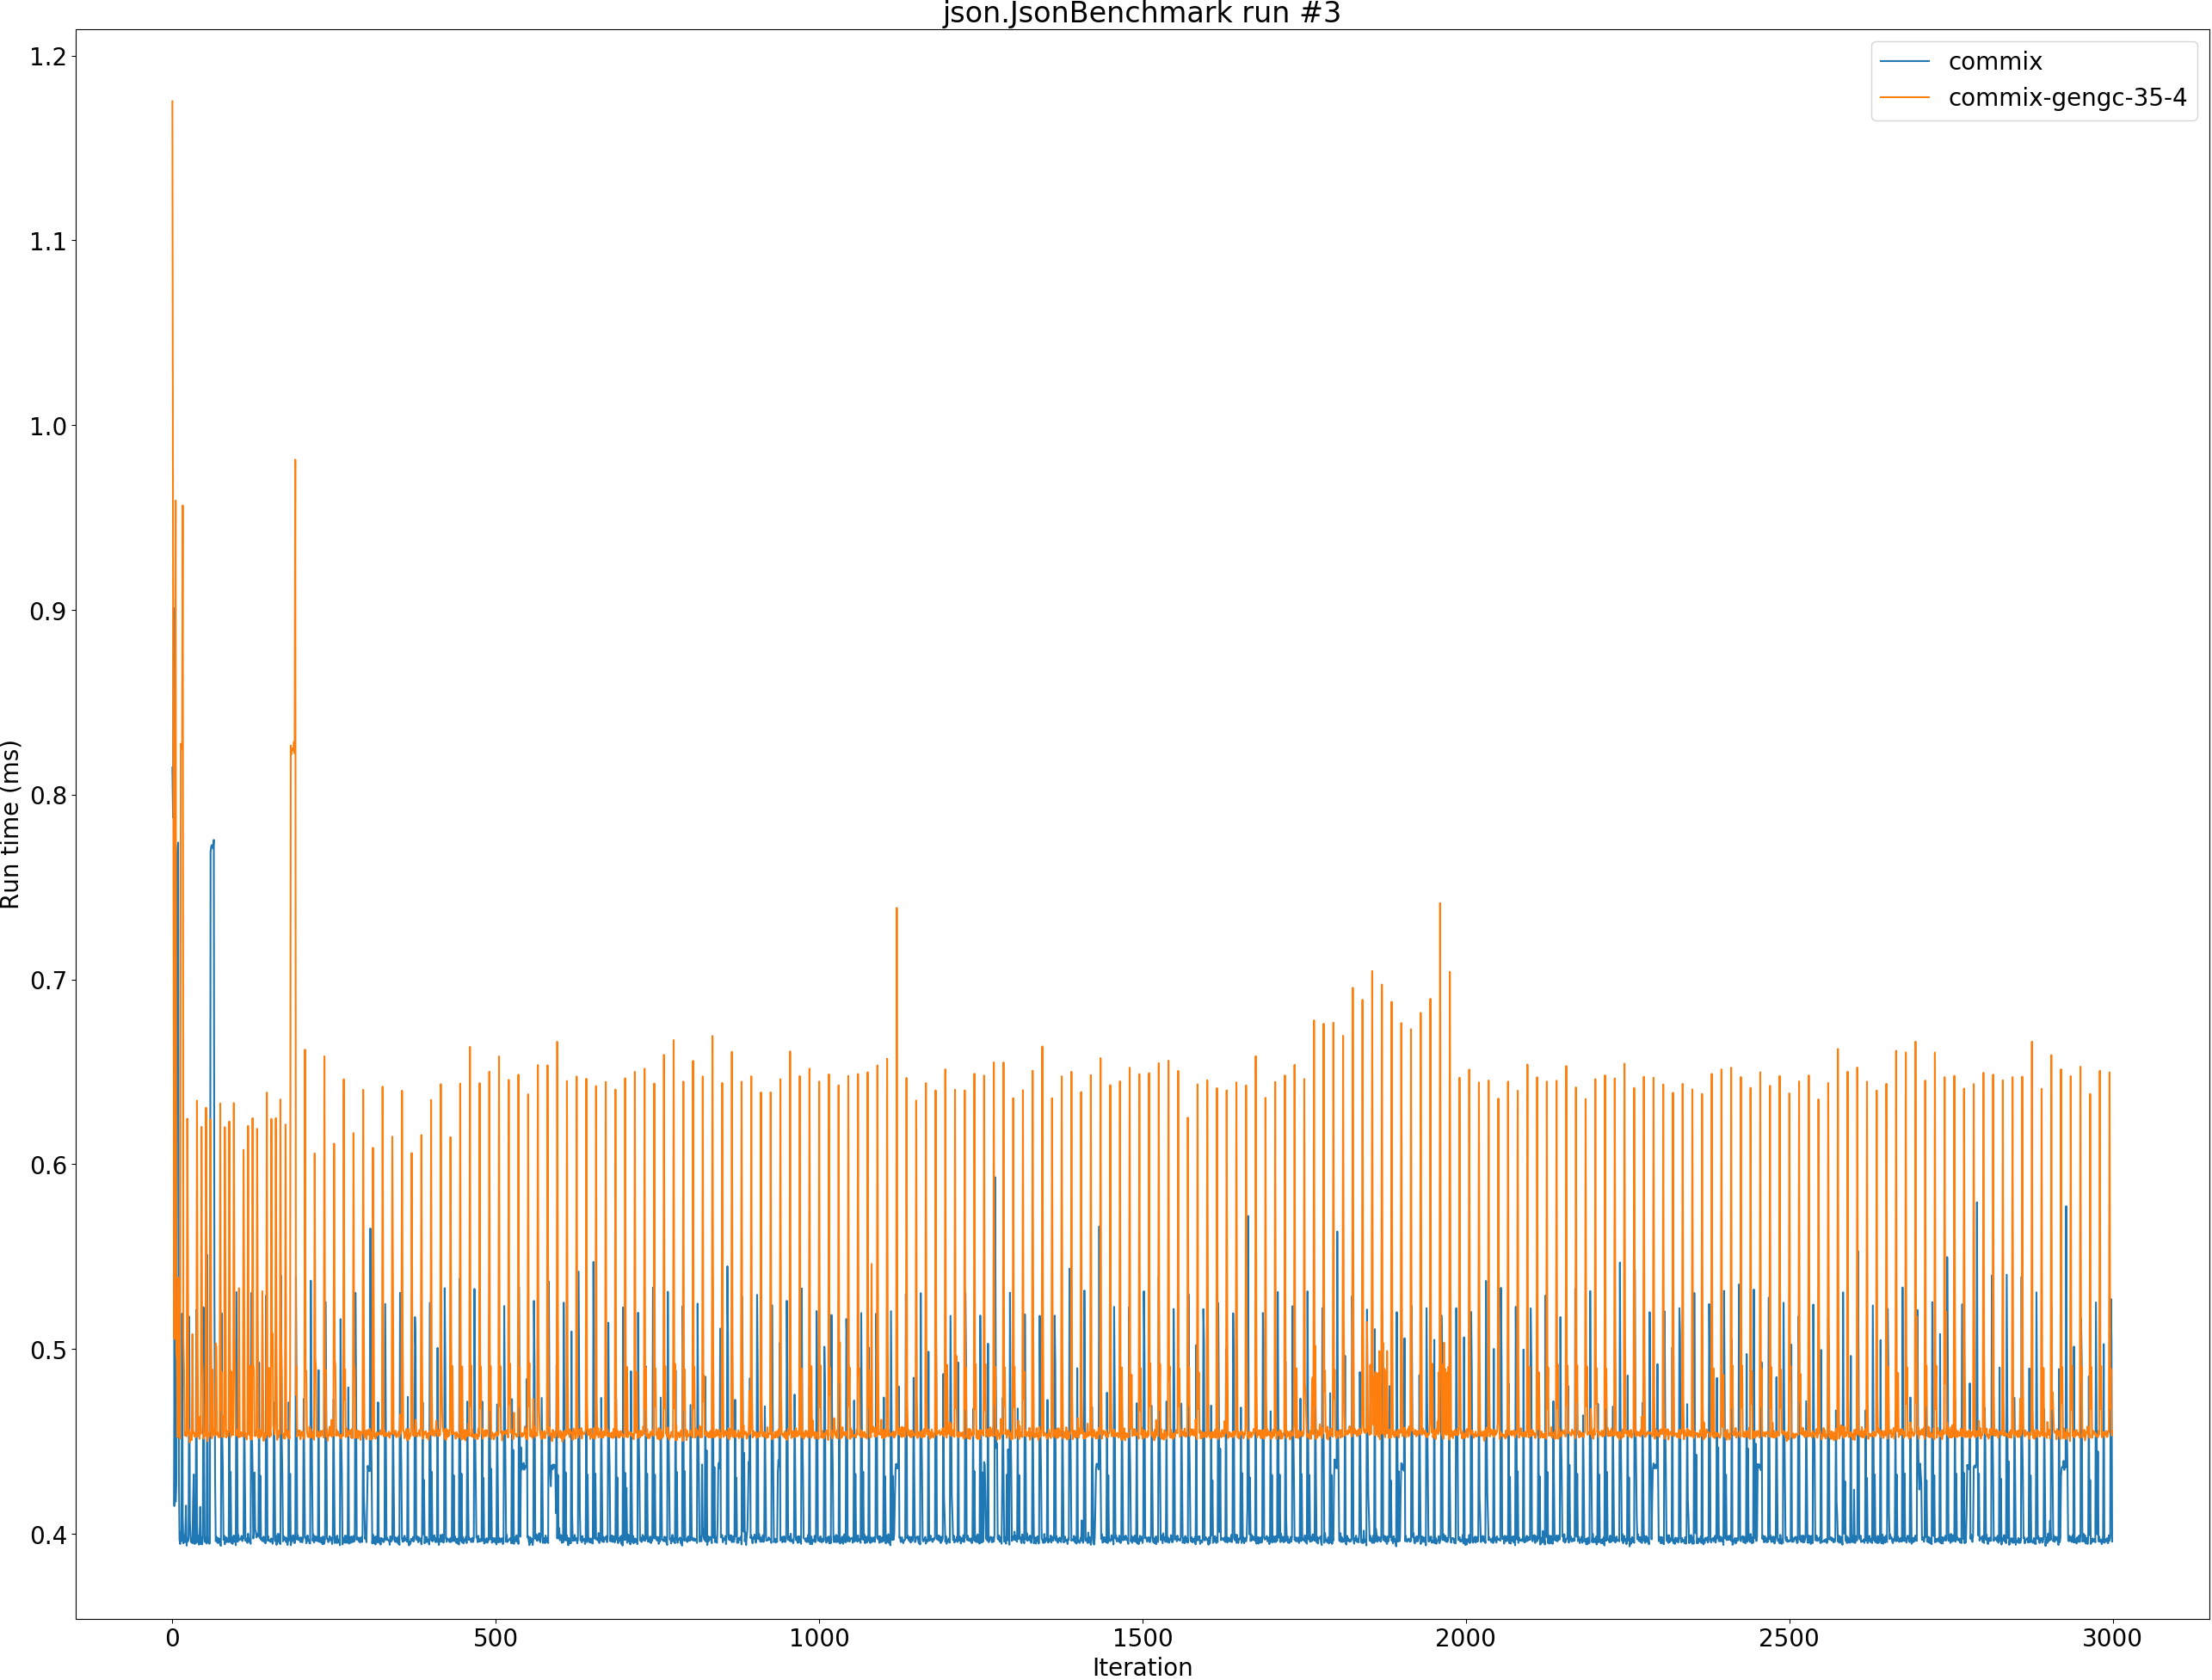 json.JsonBenchmark run #3
commix
commix-gengc-35-4
Run time (ms)
1.2
1.1
1.0
0.9
0.8
0.7
0.6
0.5
0.4
0 500 1000 1500 2000 2500 3000
Iteration